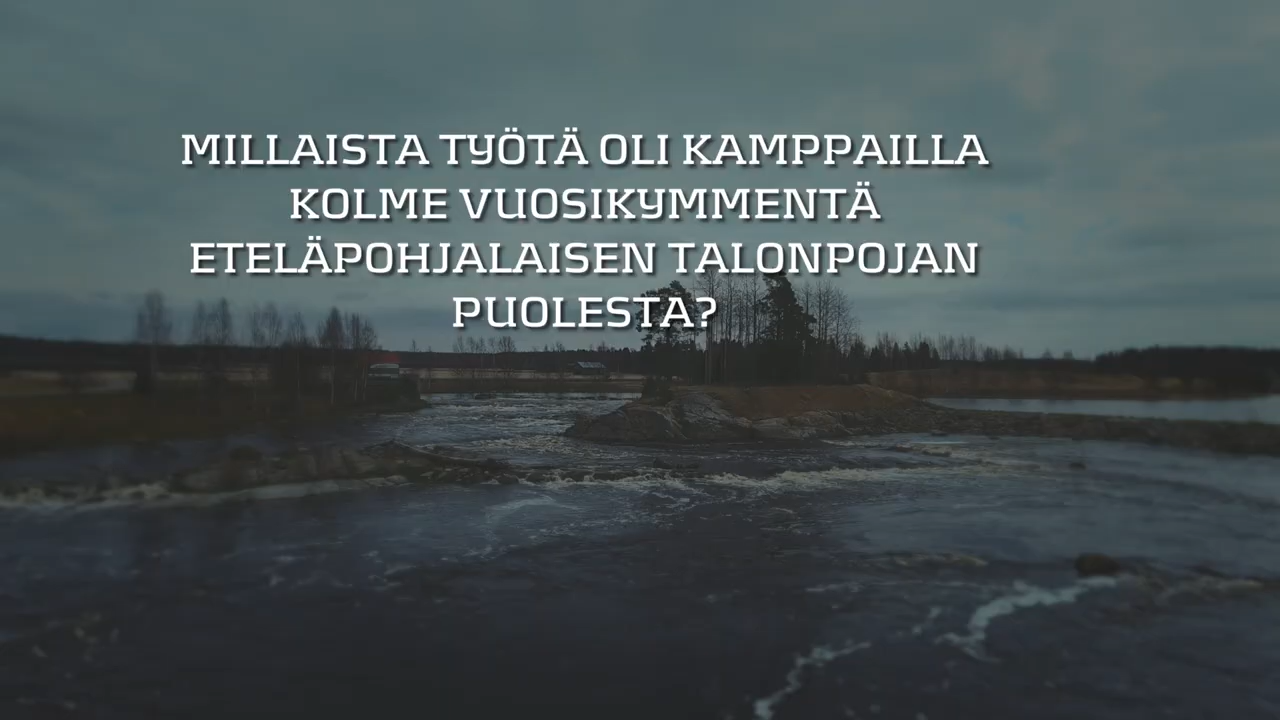 MILLAISTA TYÖTÄ OLI KAMPPAILLA
KOLME VUOSIKYMMENTÄ
ETELÄPOHJALAISEN TALONPOJAN
PUOLESTA?